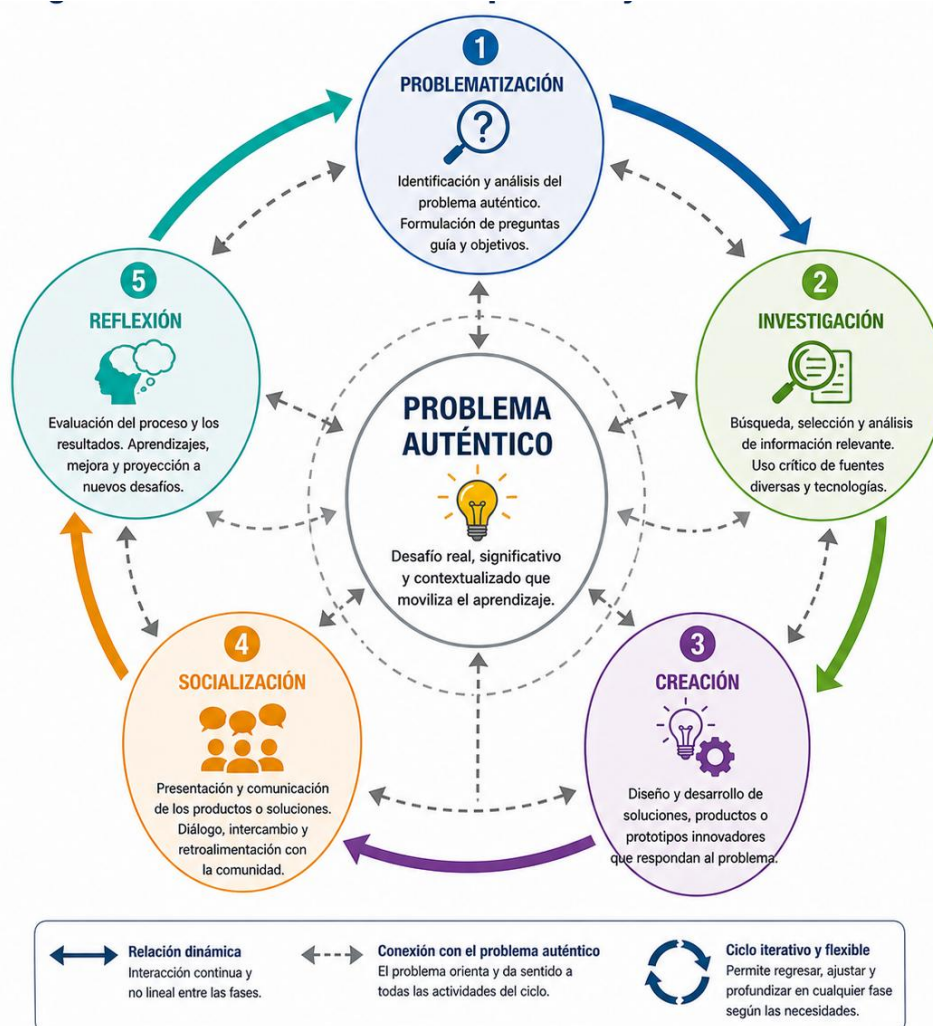 1
PROBLEMATIZACIÓN
?
Identificación y análisis del
problema auténtico.
Formulación de preguntas
guía y objetivos.
5
REFLEXIÓN
Evaluación del proceso y los
resultados. Aprendizajes,
mejora y proyección a
nuevos desafíos.
2
INVESTIGACIÓN
Búsqueda, selección y análisis
de información relevante.
Uso crítico de fuentes
diversas y tecnologías.
PROBLEMA
AUTÉNTICO
Desafío real, significativo
y contextualizado que
moviliza el aprendizaje.
4
SOCIALIZACIÓN
Presentación y comunicación
de los productos o soluciones.
Diálogo, intercambio y
retroalimentación con
la comunidad.
3
CREACIÓN
Diseño y desarrollo de
soluciones, productos o
prototipos innovadores
que respondan al problema.
Relación dinámica
Interacción continua y
no lineal entre las fases.
Conexión con el problema auténtico
El problema orienta y da sentido a
todas las actividades del ciclo.
Ciclo iterativo y flexible
Permite regresar, ajustar y
profundizar en cualquier fase
según las necesidades.